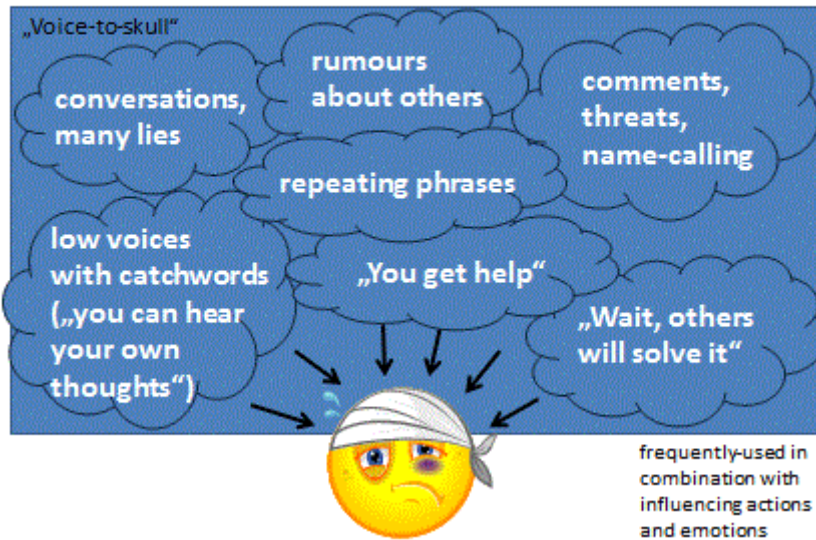 „Voice-to-skull“
conversations,
many lies
rumours
about others
comments,
threats,
name-calling
repeating phrases
low voices
with catchwords
(„you can hear
your own
thoughts“)
„You get help“
„Wait, others
will solve it“
frequently-used in
combination with
influencing actions
and emotions